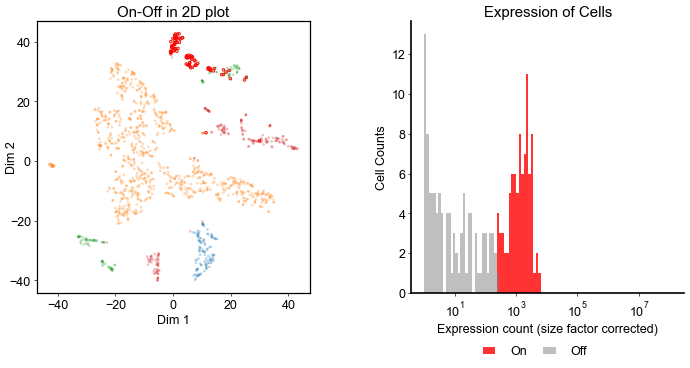 On-Off in 2D plot
40
20
0
−20
−40
Dim 2
−40 −20 0 20 40
Dim 1
Expression of Cells
12
10
8
6
4
2
0
Cell Counts
10^1 10^3 10^5 10^7
Expression count (size factor corrected)
On Off